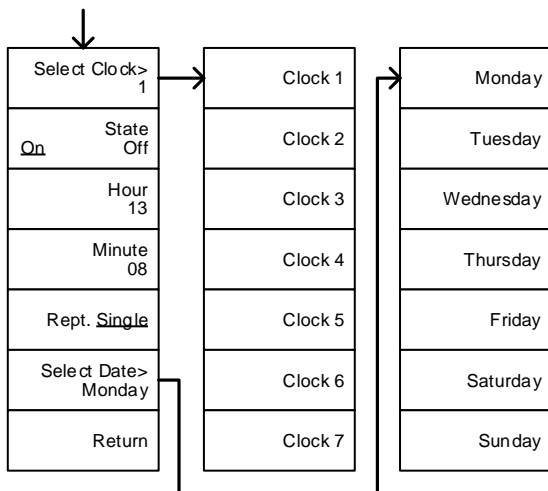 Select Clock>
1
State
On Off
Hour
13
Minute
08
Rept. Single
Select Date>
Monday
Return
Clock 1
Clock 2
Clock 3
Clock 4
Clock 5
Clock 6
Clock 7
Monday
Tuesday
Wednesday
Thursday
Friday
Saturday
Sunday